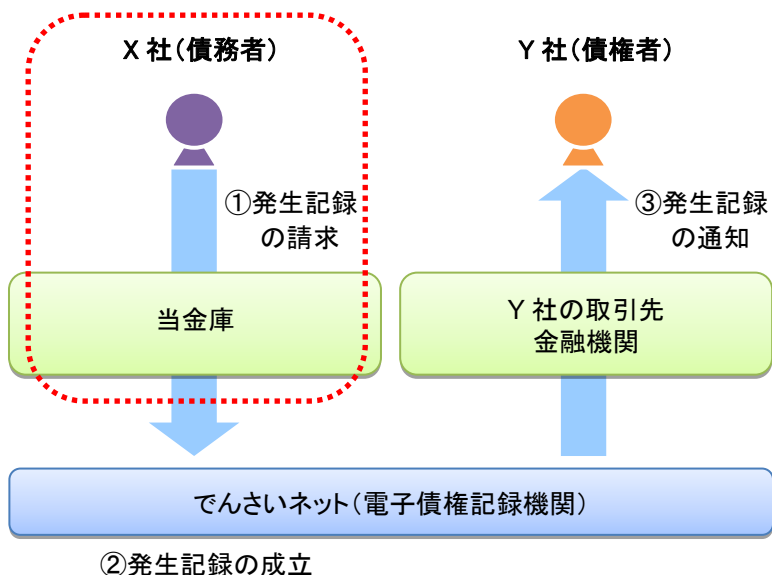 X 社（債務者）
Y 社（債権者）
①発生記録
の請求
③発生記録
の通知
当金庫
Y 社の取引先
金融機関
でんさいネット（電子債権記録機関）
②発生記録の成立